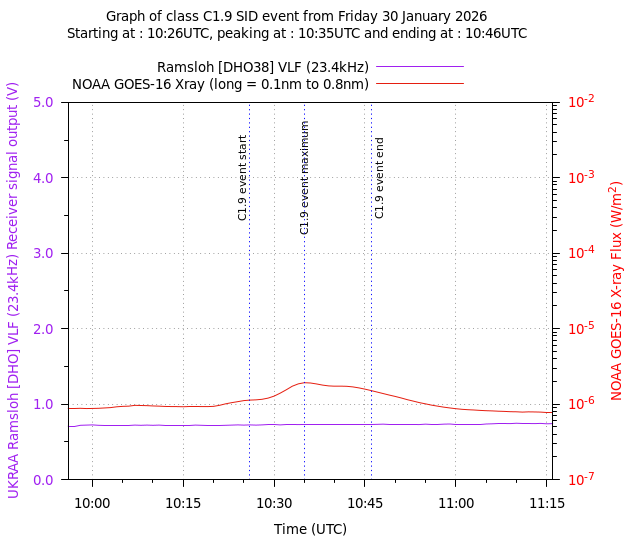 Graph of class C1.9 SID event from Friday 30 January 2026
Starting at : 10:26UTC, peaking at : 10:35UTC and ending at : 10:46UTC
Ramsloh [DHO38] VLF (23.4kHz)
NOAA GOES-16 Xray (long = 0.1nm to 0.8nm)
UKRAA Ramsloh [DHO] VLF (23.4kHz) Receiver signal output (V)
5.0
4.0
3.0
2.0
1.0
0.0
C1.9 event start
C1.9 event maximum
C1.9 event end
10⁻²
10⁻³
10⁻⁴
10⁻⁵
10⁻⁶
10⁻⁷
NOAA GOES-16 X-ray Flux (W/m²)
10:00 10:15 10:30 10:45 11:00 11:15
Time (UTC)